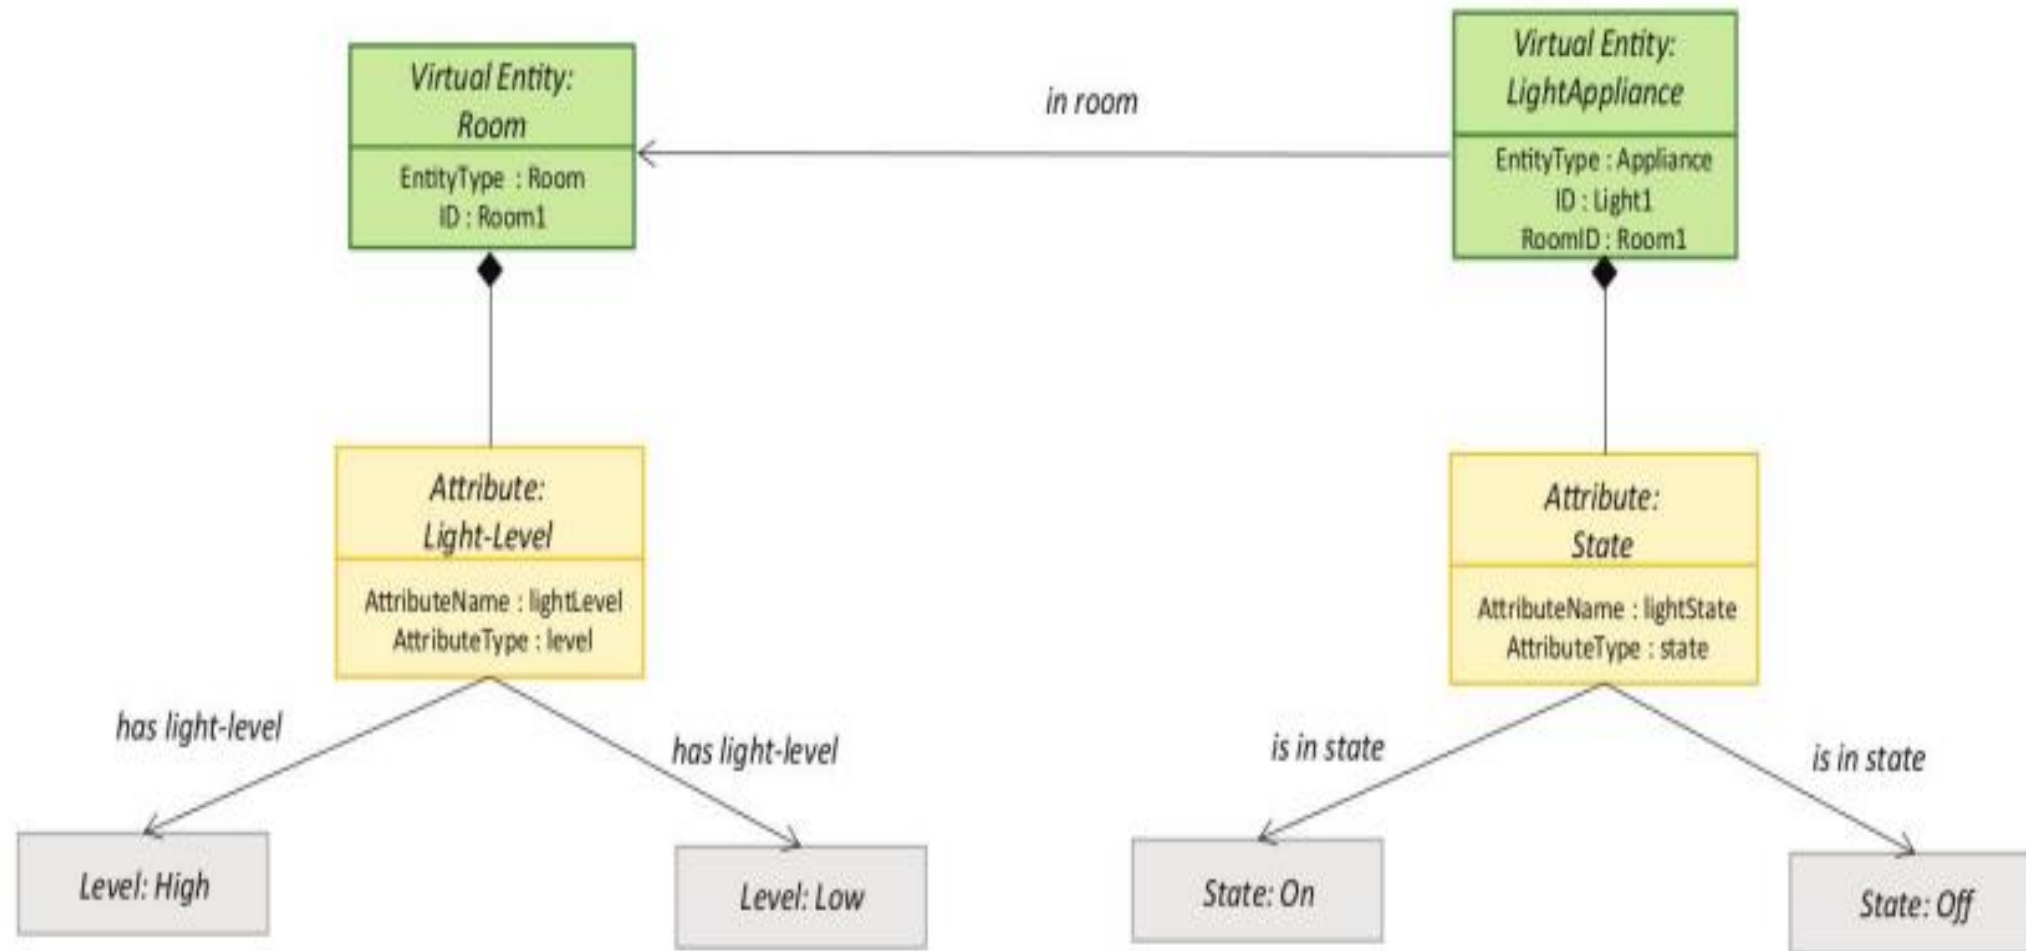 Virtual Entity:
Room
EntityType : Room
ID : Room1
in room
Virtual Entity:
LightAppliance
EntityType : Appliance
ID : Light1
RoomID : Room1
Attribute:
Light-Level
AttributeName : lightLevel
AttributeType : level
Attribute:
State
AttributeName : lightState
AttributeType : state
has light-level
has light-level
is in state
is in state
Level: High
Level: Low
State: On
State: Off